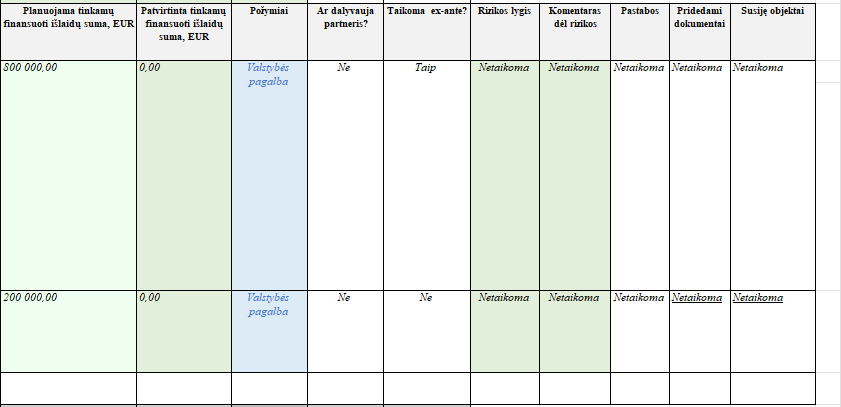 Planuojama tinkamų finansuoti išlaidų suma, EUR
Patvirtinta tinkamų finansuoti išlaidų suma, EUR
Požymiai
Ar dalyvauja partneris?
Taikoma ex-ante?
Rizikos lygis
Komentaras dėl rizikos
Pastabos
Pridedami dokumentai
Susiję objektai
800 000,00
0,00
Valstybės pagalba
Ne
Taip
Netaikoma
Netaikoma
Netaikoma
Netaikoma
Netaikoma
200 000,00
0,00
Valstybės pagalba
Ne
Ne
Netaikoma
Netaikoma
Netaikoma
Netaikoma
Netaikoma